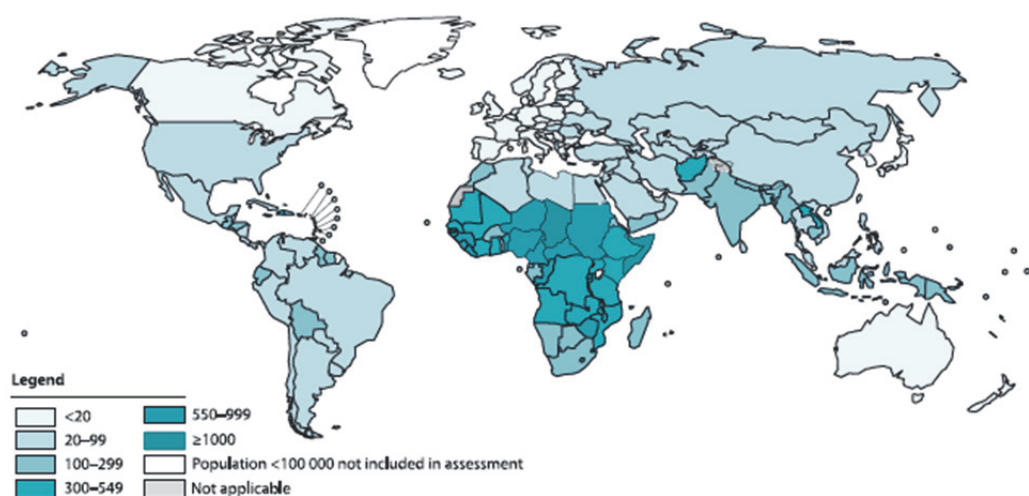 Legend
<20
20–99
100–299
300–549
550–999
≥1000
Population <100 000 not included in assessment
Not applicable